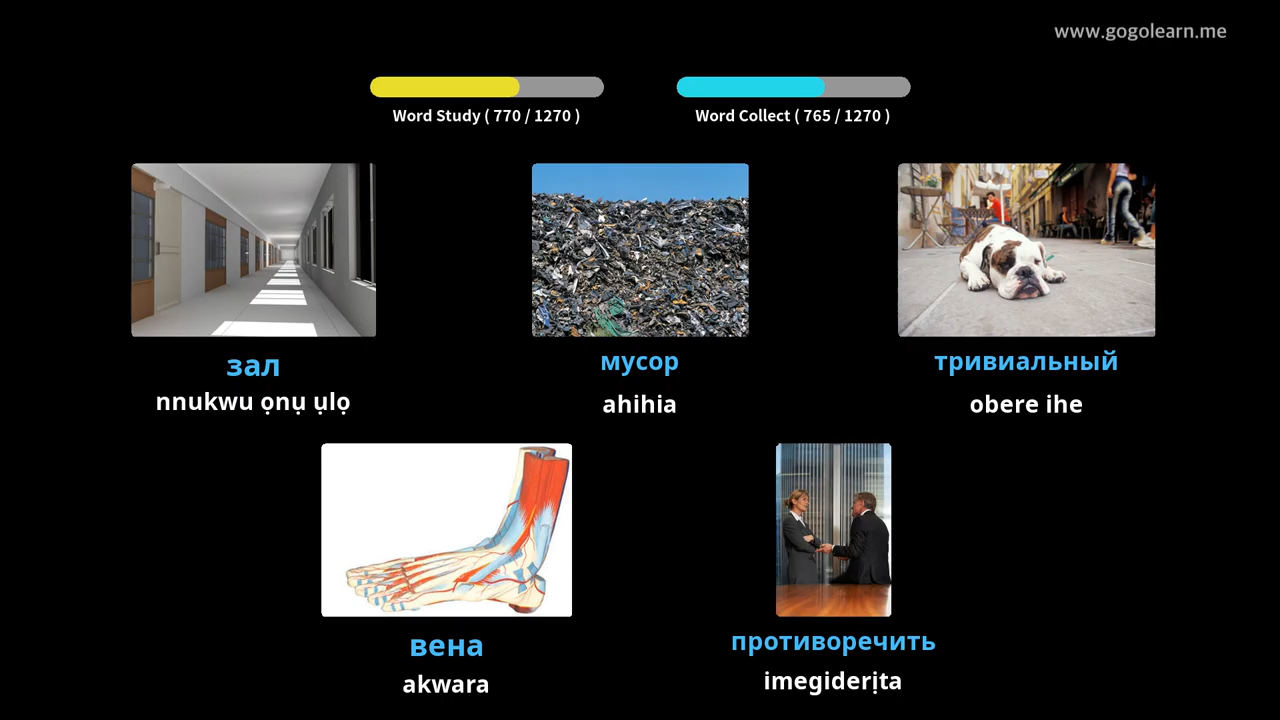 www.gogolearn.me
Word Study ( 770 / 1270 )
Word Collect ( 765 / 1270 )
зал
nnukwu ọnụ ụlọ
мусор
ahihia
тривиальный
obere ihe
вена
akwara
противоречить
imegiderịta